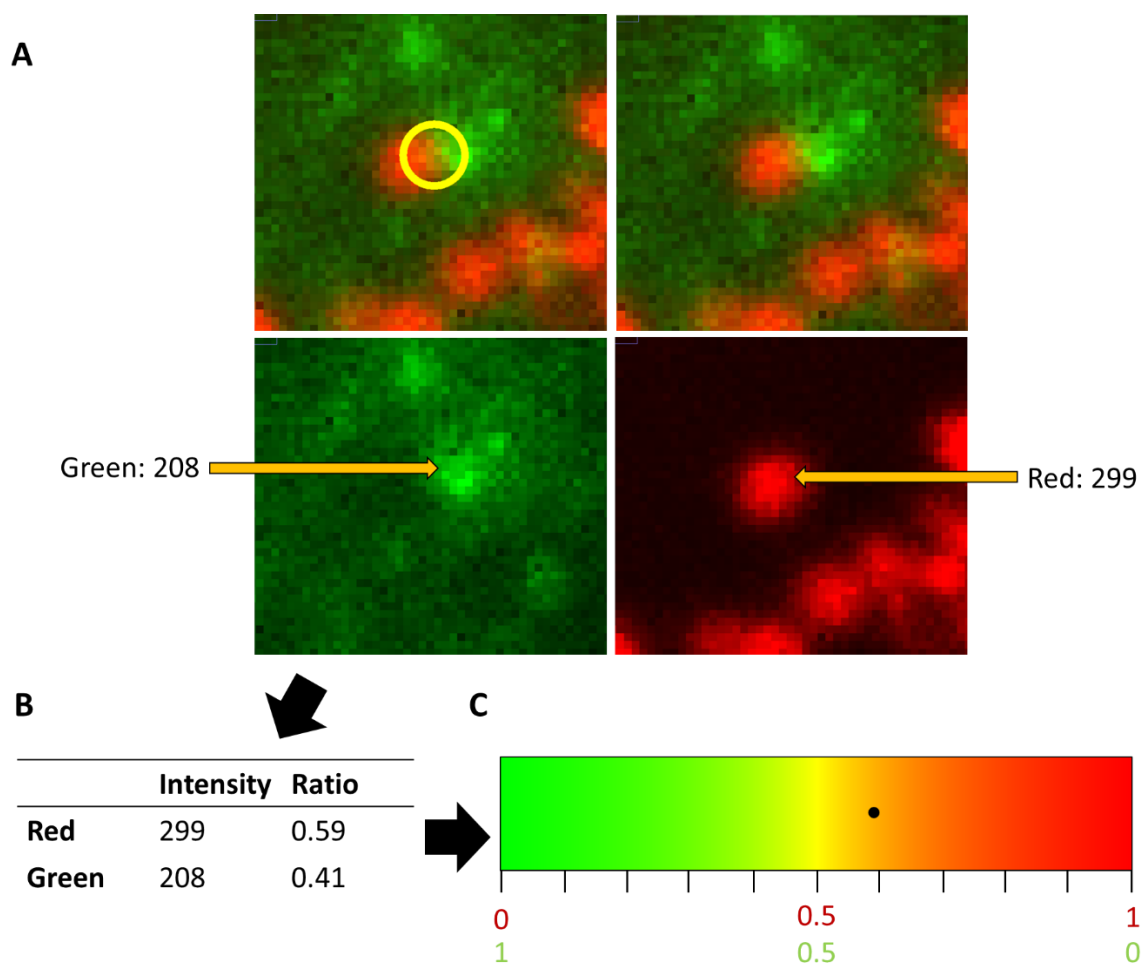 A
Green: 208
Red: 299
B
Intensity Ratio
Red 299 0.59
Green 208 0.41
C
0 0.5 1
1 0.5 0